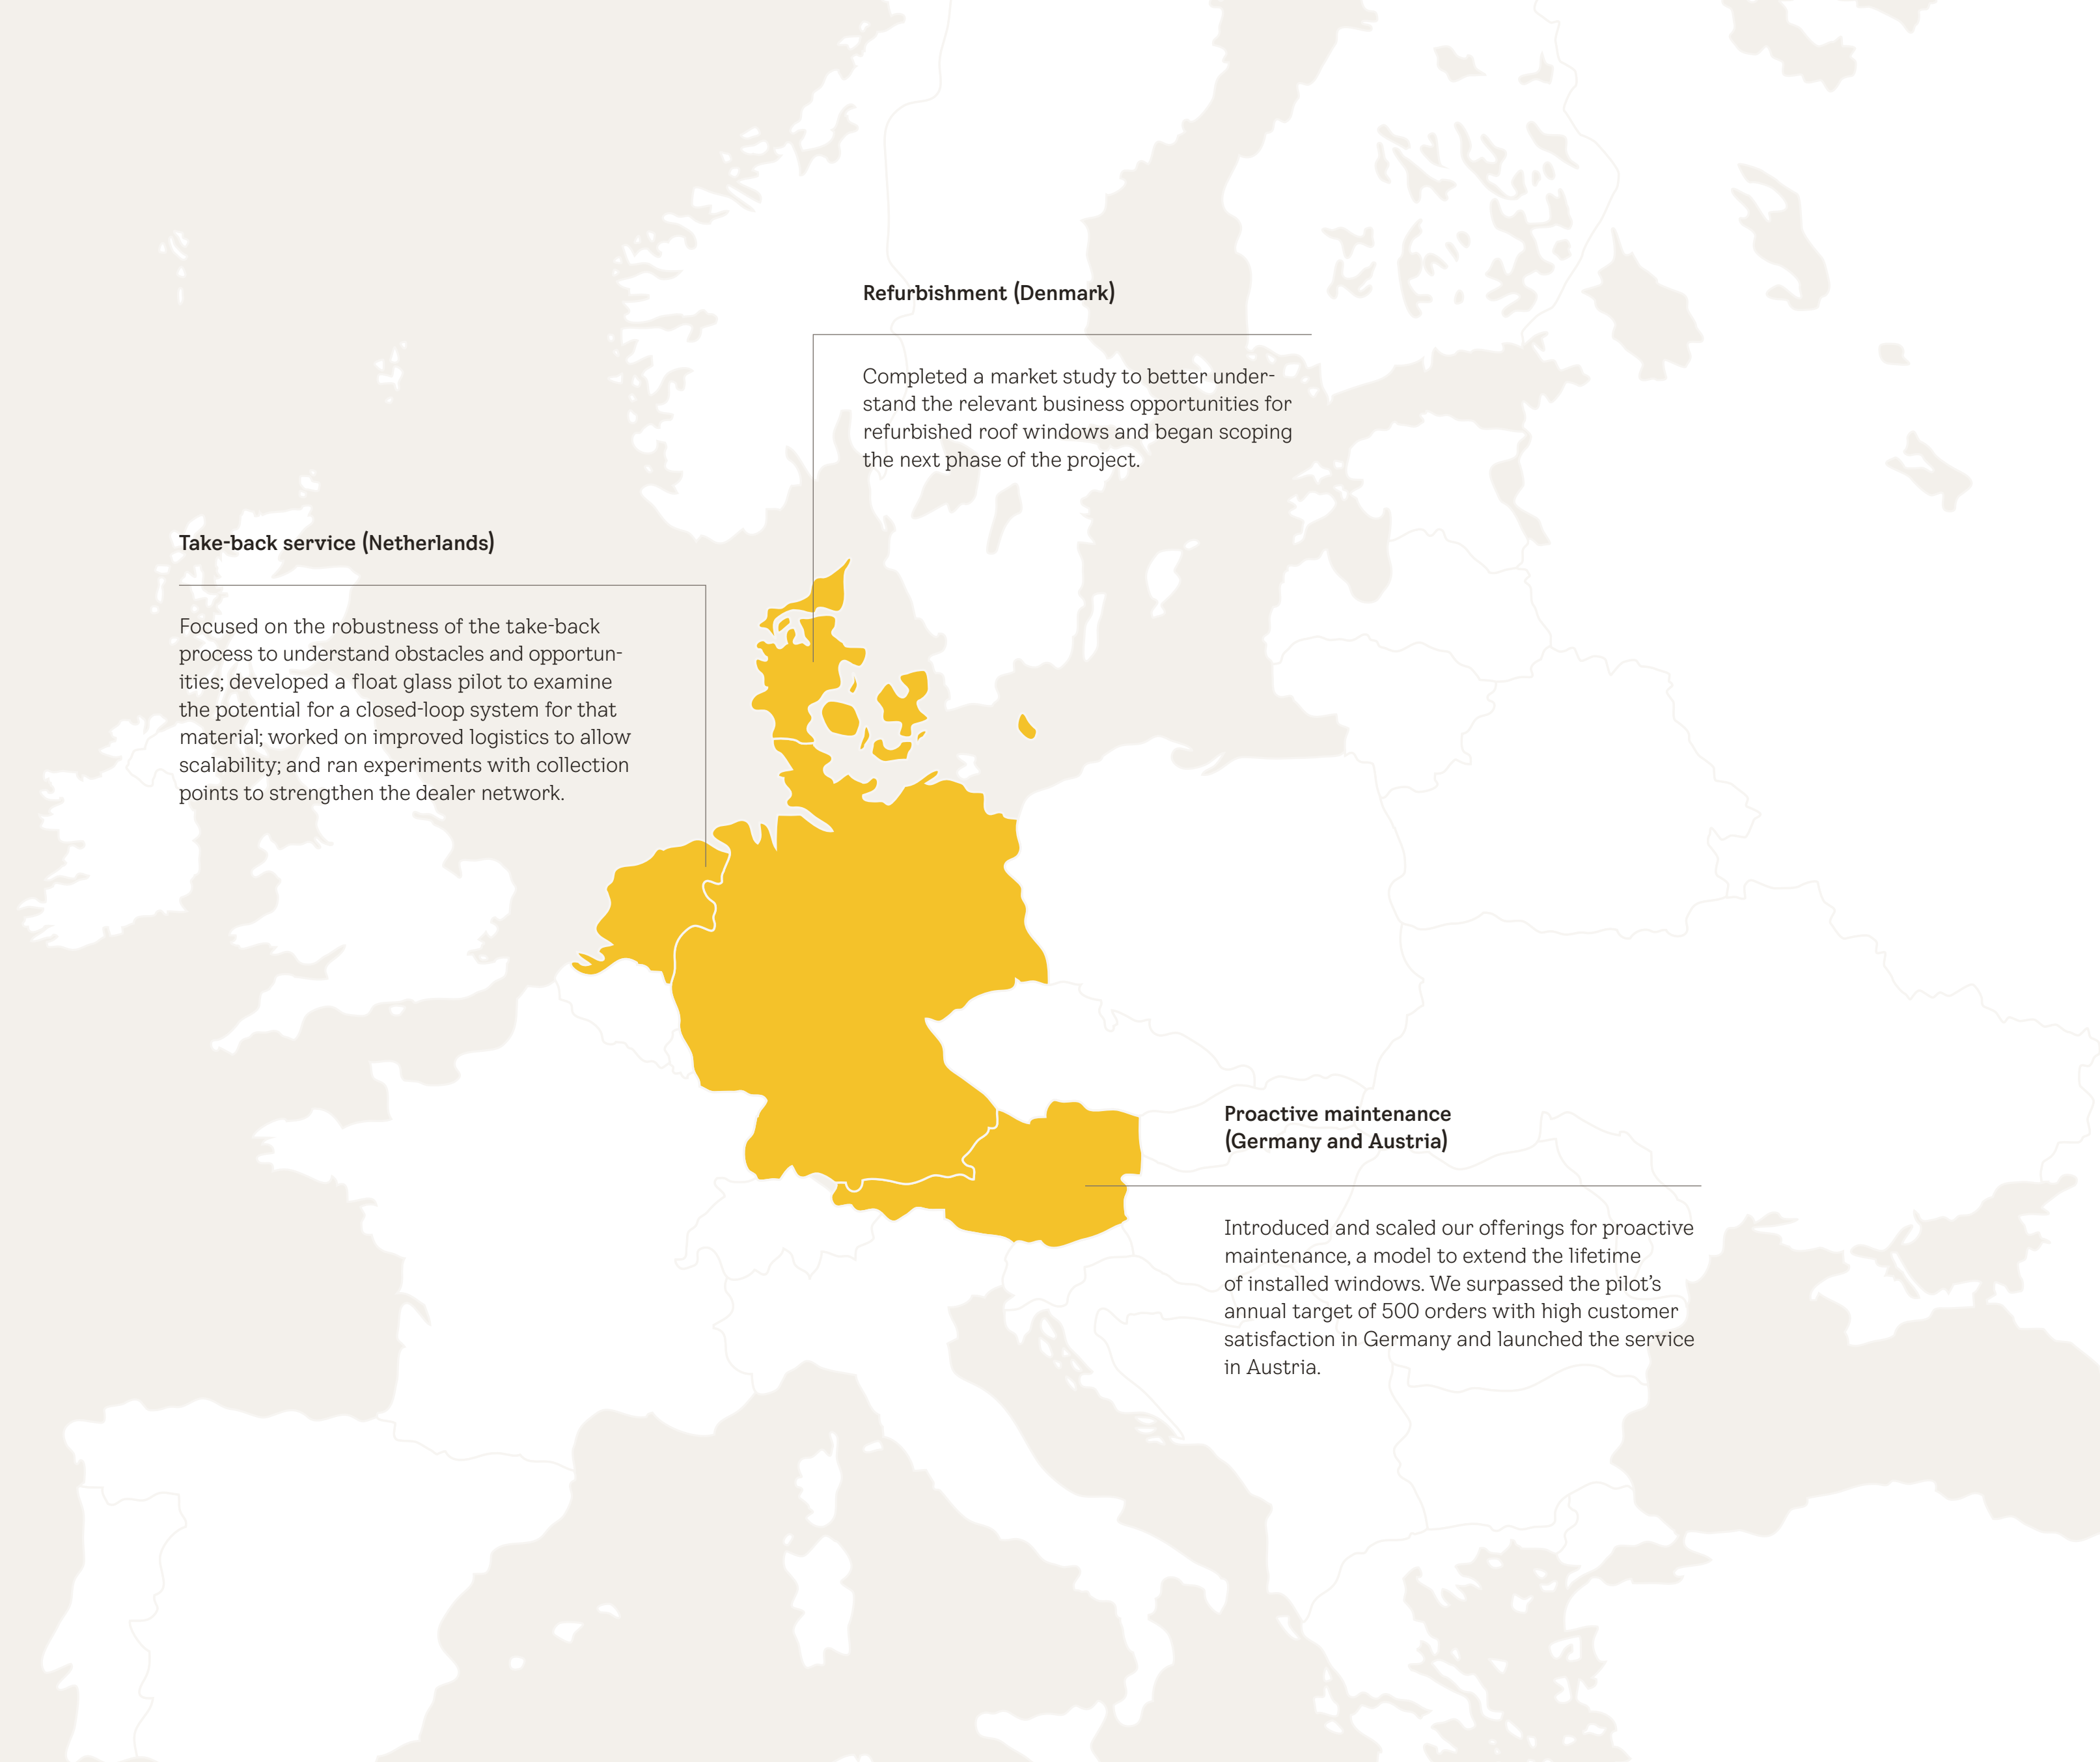 Refurbishment (Denmark)
Completed a market study to better under-
stand the relevant business opportunities for
refurbished roof windows and began scoping
the next phase of the project.
Take-back service (Netherlands)
Focused on the robustness of the take-back
process to understand obstacles and opportun-
ities; developed a float glass pilot to examine
the potential for a closed-loop system for that
material; worked on improved logistics to allow
scalability; and ran experiments with collection
points to strengthen the dealer network.
Proactive maintenance
(Germany and Austria)
Introduced and scaled our offerings for proactive
maintenance, a model to extend the lifetime
of installed windows. We surpassed the pilot’s
annual target of 500 orders with high customer
satisfaction in Germany and launched the service
in Austria.